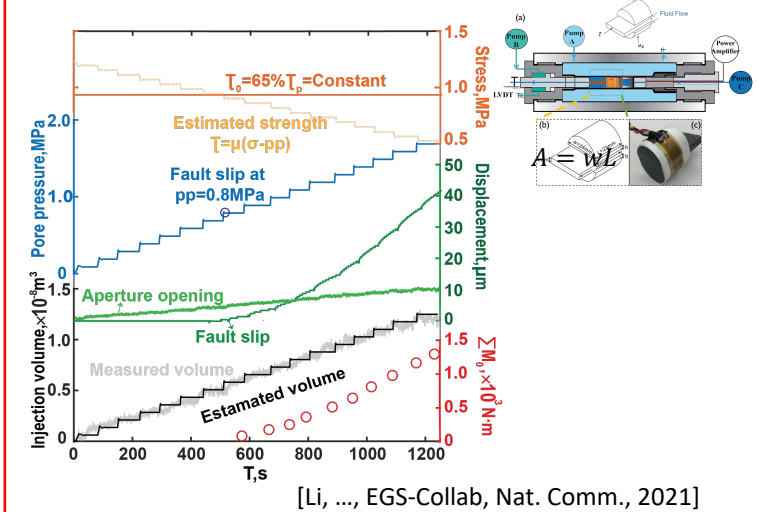 1.5
1.0
0.5
Stress,MPa
Ʈ₀=65%Ʈₚ=Constant
Estimated strength
Ʈ=μ(σ-pp)
Fault slip at
pp=0.8MPa
2.0
1.0
0
Pore pressure,MPa
50
40
30
20
10
0
Displacement,μm
Aperture opening
Fault slip
1.5
1.0
0.5
0
Injection volume,×10⁻⁸m³
Measured volume
Estamated volume
1.5
1.0
0.5
0
∑M₀,×10³ N·m
0
200
400
600
800
1000
1200
T,s
(a)
Fluid Flow
Pump
B
Pump
A
Power
Amplifier
Pump
C
LVDT
(b)
A = wL
(c)
[Li, …, EGS-Collab, Nat. Comm., 2021]